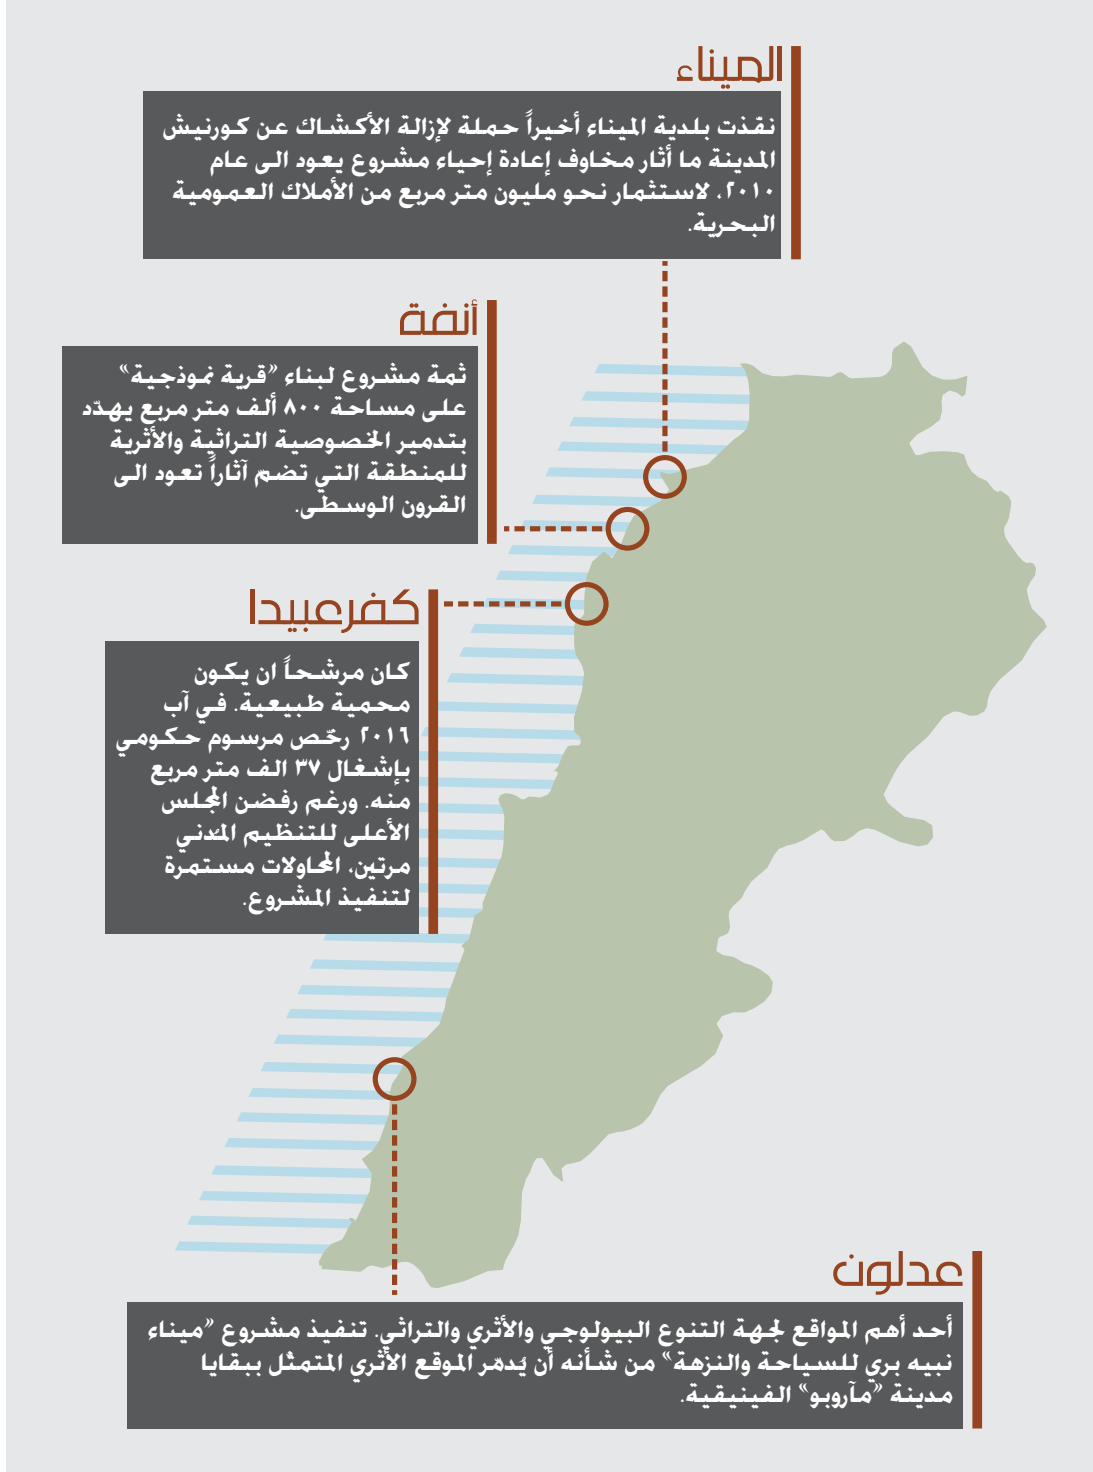 الميناء
نفّذت بلدية الميناء أخيراً حملة لإزالة الأكشاك عن كورنيش
المدينة ما أثار مخاوف إعادة إحياء مشروع يعود الى عام
٢٠١٠، لاستثمار نحو مليون متر مربع من الأملاك العمومية
البحرية.
أنفة
ثمة مشروع لبناء «قرية نموذجية»
على مساحة ٨٠٠ ألف متر مربع يهدّد
بتدمير الخصوصية التراثية والأثرية
للمنطقة التي تضمّ آثاراً تعود الى
القرون الوسطى.
كفرعبيدا
كان مرشحاً ان يكون
محمية طبيعية. في آب
٢٠١٦ رخّص مرسوم حكومي
بإشغال ٣٧ الف متر مربع
منه. ورغم رفضن المجلس
الأعلى للتنظيم المدني
مرتين، المحاولات مستمرة
لتنفيذ المشروع.
عدلون
أحد أهم المواقع لجهة التنوع البيولوجي والأثري والتراثي. تنفيذ مشروع «ميناء
نبيه بري للسياحة والنزهة» من شأنه أن يُدمّر الموقع الأثري المتمثّل ببقايا
مدينة «مآروبو» الفينيقية.